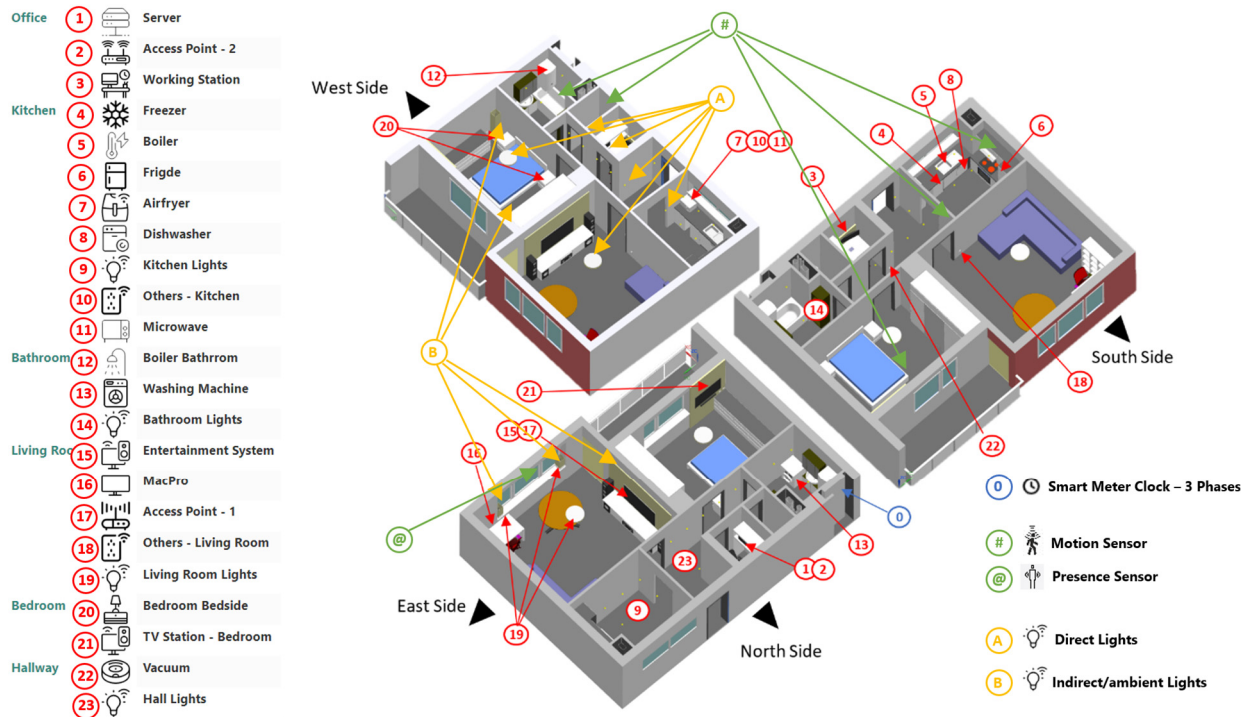 Office 1 Server
2 Access Point - 2
3 Working Station
Kitchen 4 Freezer
5 Boiler
6 Frigde
7 Airfryer
8 Dishwasher
9 Kitchen Lights
10 Others - Kitchen
11 Microwave
Bathroom 12 Boiler Bathrrom
13 Washing Machine
14 Bathroom Lights
Living Roo 15 Entertainment System
16 MacPro
17 Access Point - 1
18 Others - Living Room
19 Living Room Lights
Bedroom 20 Bedroom Bedside
21 TV Station - Bedroom
Hallway 22 Vacuum
23 Hall Lights
#
West Side
12
A
20
7 10 11
3
4
5
8
6
14
B
South Side
18
22
21
15 17
16
@
0
13
1 2
23
9
East Side
19
North Side
0 Smart Meter Clock – 3 Phases
# Motion Sensor
@ Presence Sensor
A Direct Lights
B Indirect/ambient Lights